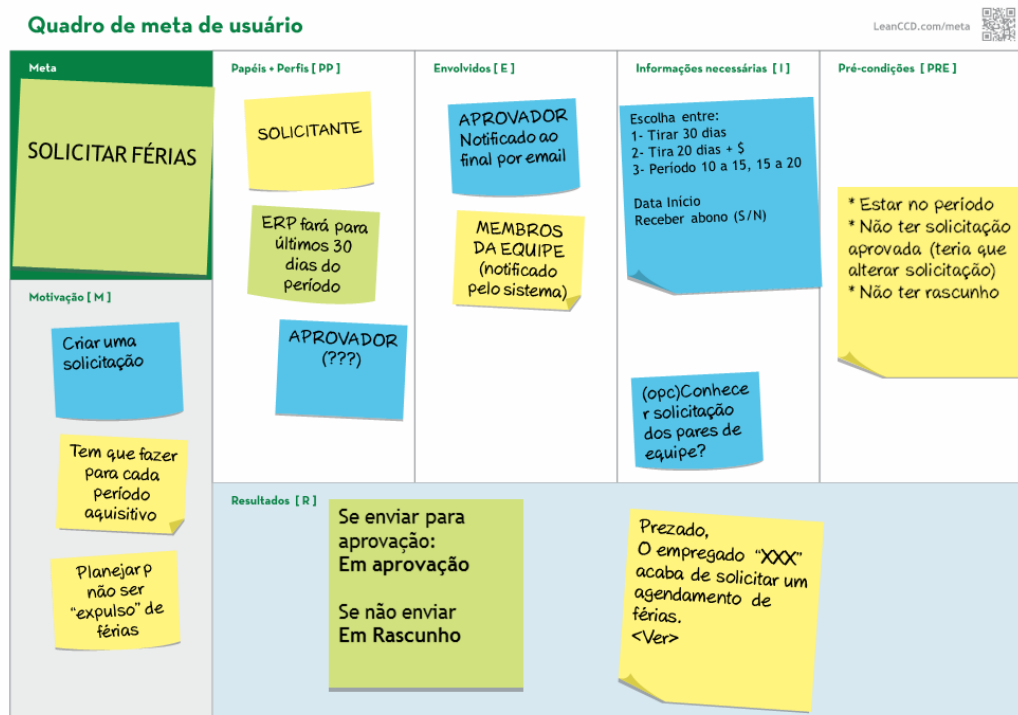 Quadro de meta de usuário
LeanCCD.com/meta
Meta
SOLICITAR FÉRIAS
Motivação [ M ]
Criar uma
solicitação
Tem que fazer
para cada
período
aquisitivo
Planejar p
não ser
"expulso" de
férias
Papéis + Perfis [ PP ]
SOLICITANTE
ERP fará para
últimos 30
dias do
período
APROVADOR
(???)
Envolvidos [ E ]
APROVADOR
Notificado ao
final por email
MEMBROS
DA EQUIPE
(notificado
pelo sistema)
Informações necessárias [ I ]
Escolha entre:
1- Tirar 30 dias
2- Tira 20 dias + $
3- Período 10 a 15, 15 a 20
Data Início
Receber abono (S/N)
(opc)Conhece
r solicitação
dos pares de
equipe?
Pré-condições [ PRE ]
* Estar no período
* Não ter solicitação
aprovada (teria que
alterar solicitação)
* Não ter rascunho
Resultados [ R ]
Se enviar para
aprovação:
Em aprovação
Se não enviar
Em Rascunho
Prezado,
O empregado "XXX"
acaba de solicitar um
agendamento de
férias.
<Ver>